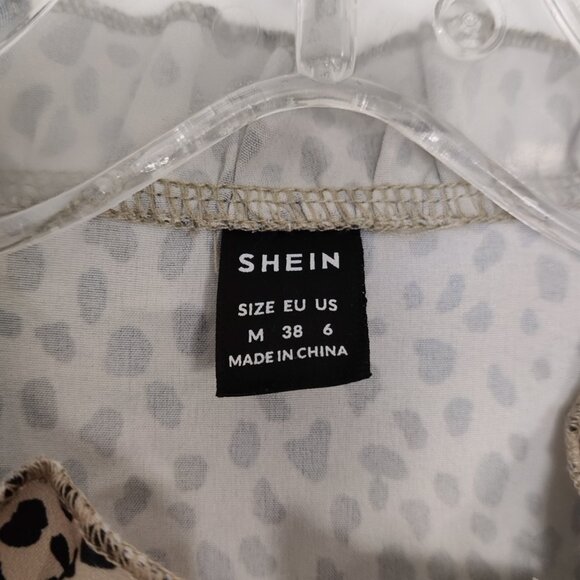 SHEIN
SIZE EU US
M 38 6
MADE IN CHINA